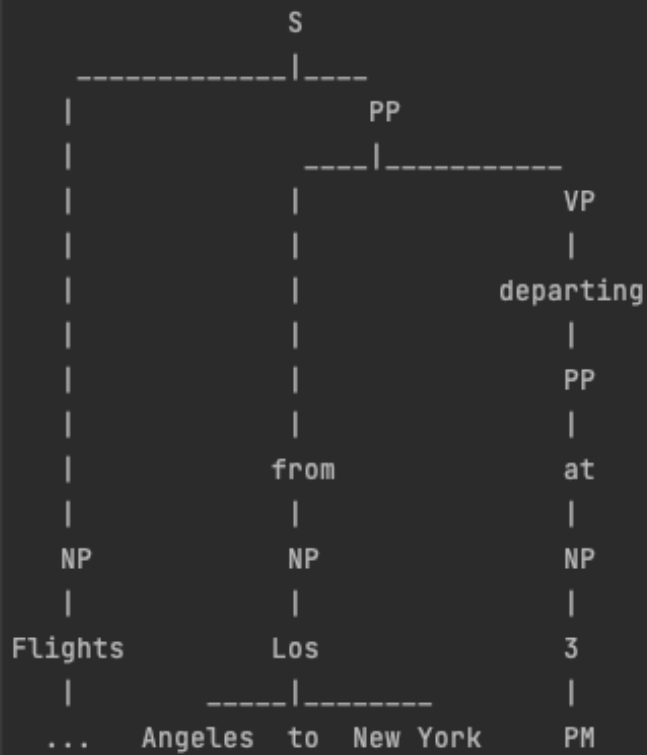 S
PP
VP
departing
PP
from at
NP NP NP
Flights Los 3
... Angeles to New York PM